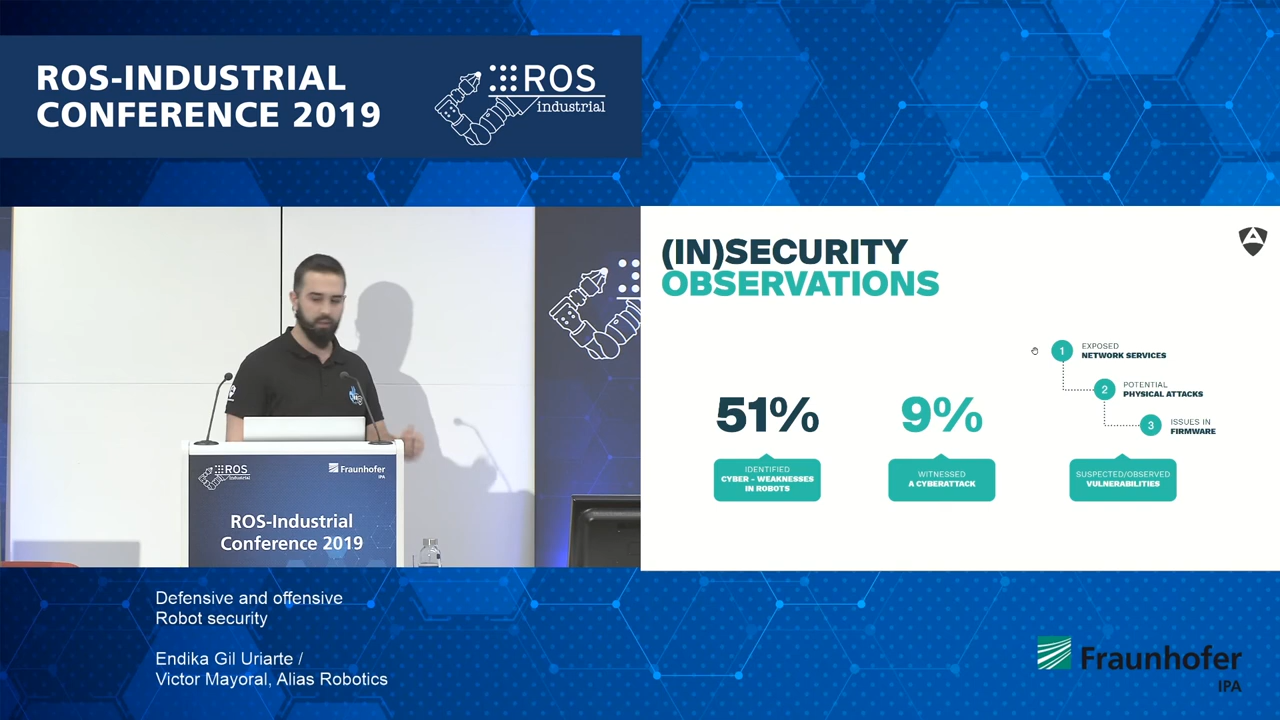 ROS-INDUSTRIAL
CONFERENCE 2019
ROS
industrial
(IN)SECURITY
OBSERVATIONS
1
EXPOSED
NETWORK SERVICES
2
POTENTIAL
PHYSICAL ATTACKS
3
ISSUES IN
FIRMWARE
51%
IDENTIFIED
CYBER - WEAKNESSES
IN ROBOTS
9%
WITNESSED
A CYBERATTACK
SUSPECTED/OBSERVED
VULNERABILITIES
ROS
industrial
Fraunhofer
IPA
ROS-Industrial
Conference 2019
Defensive and offensive
Robot security
Endika Gil Uriarte /
Victor Mayoral, Alias Robotics
Fraunhofer
IPA